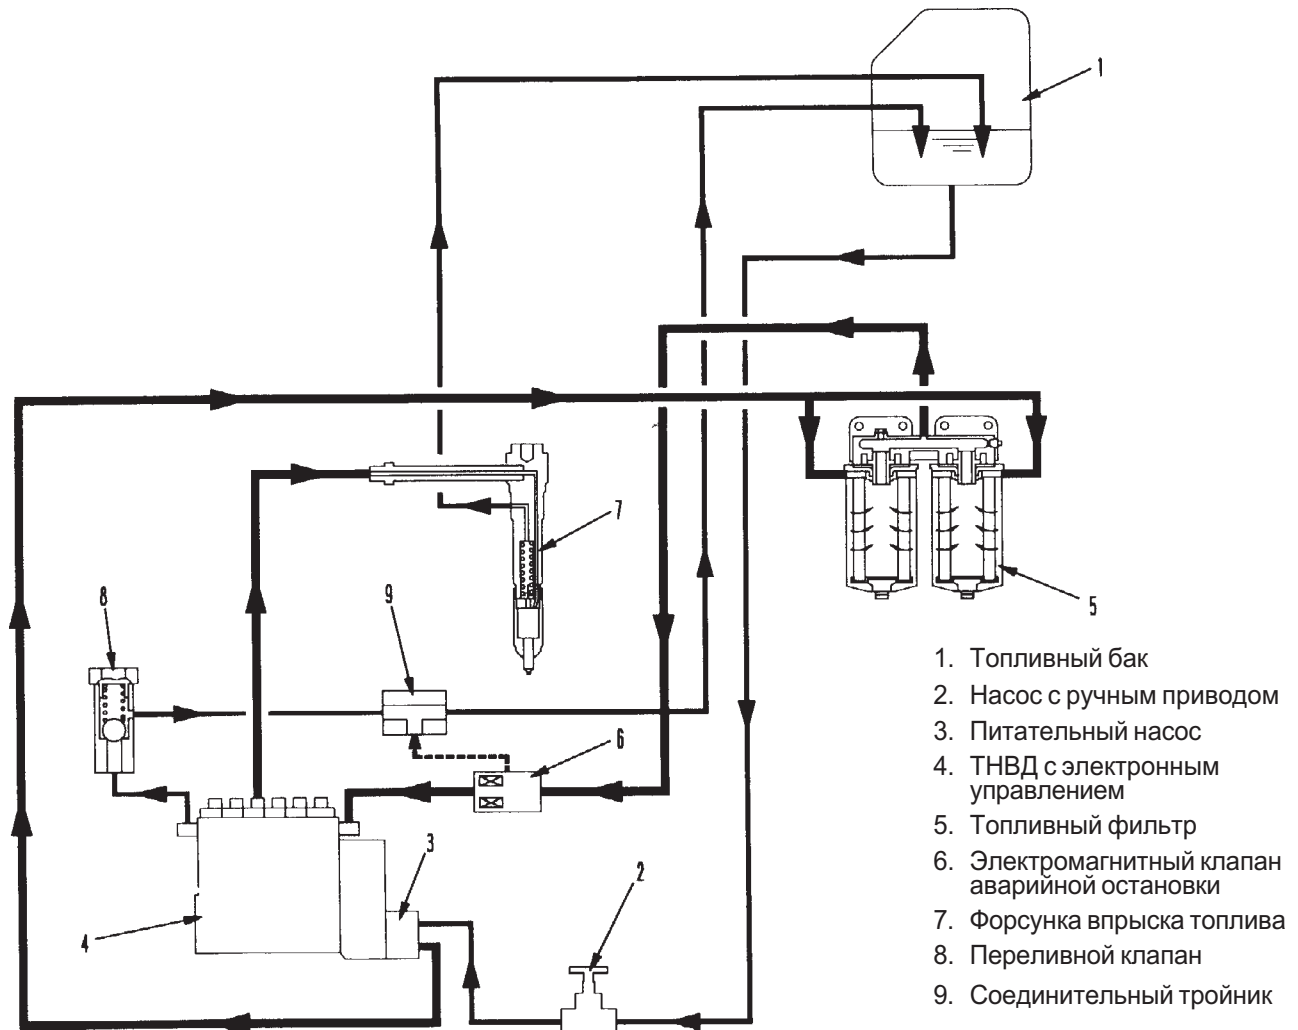 1
7
5
9
8
6
3
2
4
1. Топливный бак
2. Насос с ручным приводом
3. Питательный насос
4. ТНВД с электронным
управлением
5. Топливный фильтр
6. Электромагнитный клапан
аварийной остановки
7. Форсунка впрыска топлива
8. Переливной клапан
9. Соединительный тройник